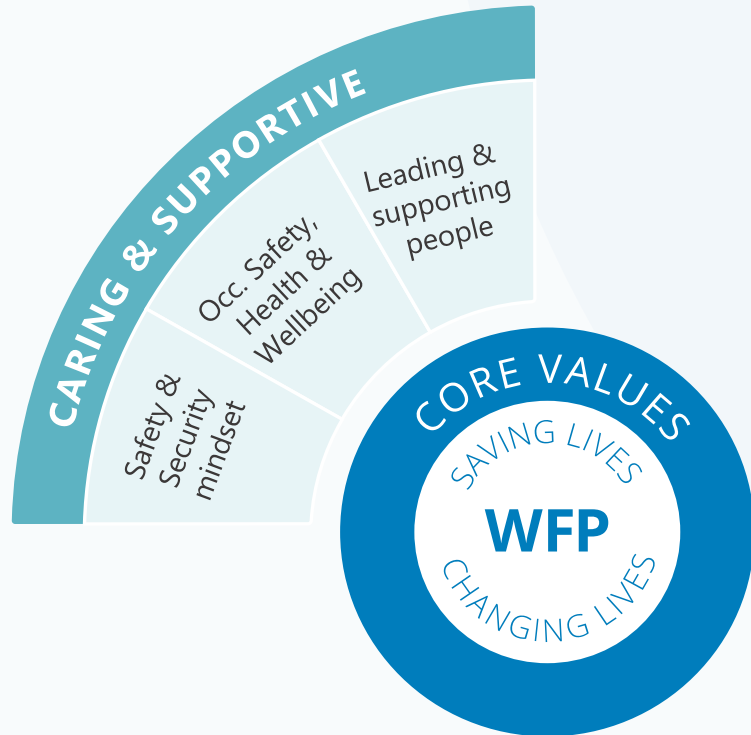 CARING & SUPPORTIVE
Safety &
Security
mindset
Occ. Safety,
Health &
Wellbeing
Leading &
supporting
people
CORE VALUES
SAVING LIVES
WFP
CHANGING LIVES